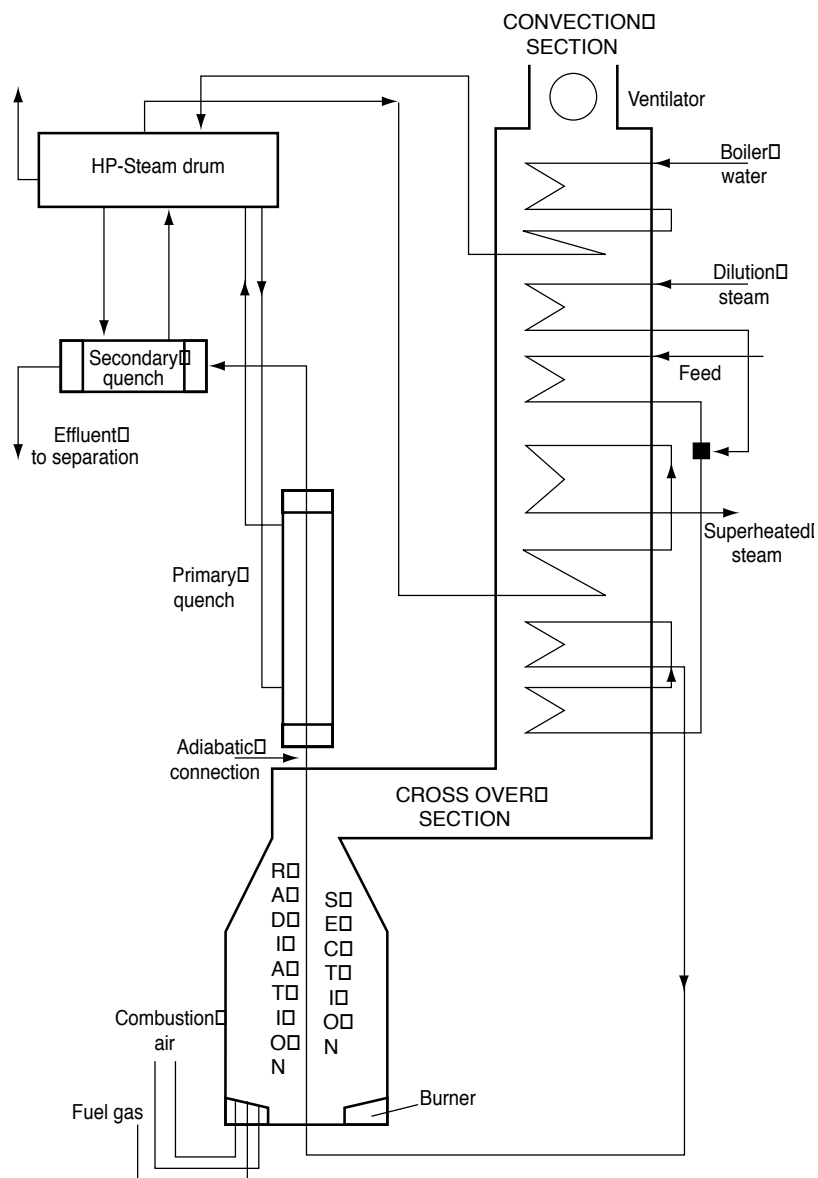 CONVECTION
SECTION
Ventilator
HP-Steam drum
Boiler
water
Dilution
steam
Secondary
quench
Feed
Effluent
to separation
Superheated
steam
Primary
quench
Adiabatic
connection
CROSS OVER
SECTION
R
A
D
I
A
T
I
O
N
S
E
C
T
I
O
N
Combustion
air
Fuel gas
Burner